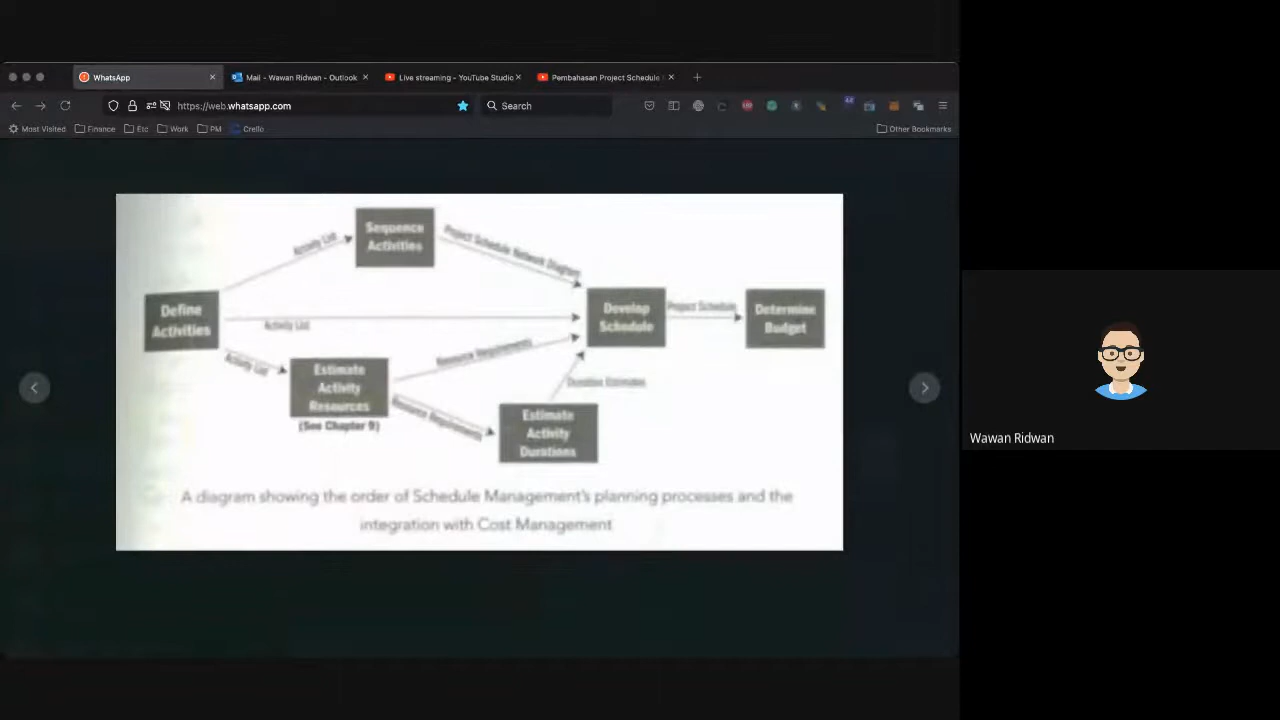 WhatsApp
Mail - Wawan Ridwan - Outlook
Live streaming - YouTube Studio
Pembahasan Project Schedule
https://web.whatsapp.com
Search
Most Visited
Finance
Etc
Work
PM
Crello
Other Bookmarks
Sequence
Activities
Activity List
Project Schedule Network Diagram
Define
Activities
Activity List
Develop
Schedule
Project Schedule
Determine
Budget
Activity List
Estimate
Activity
Resources
(See Chapter 9)
Resource Requirements
Resource Requirements
Duration Estimates
Estimate
Activity
Durations
A diagram showing the order of Schedule Management's planning processes and the
integration with Cost Management
Wawan Ridwan